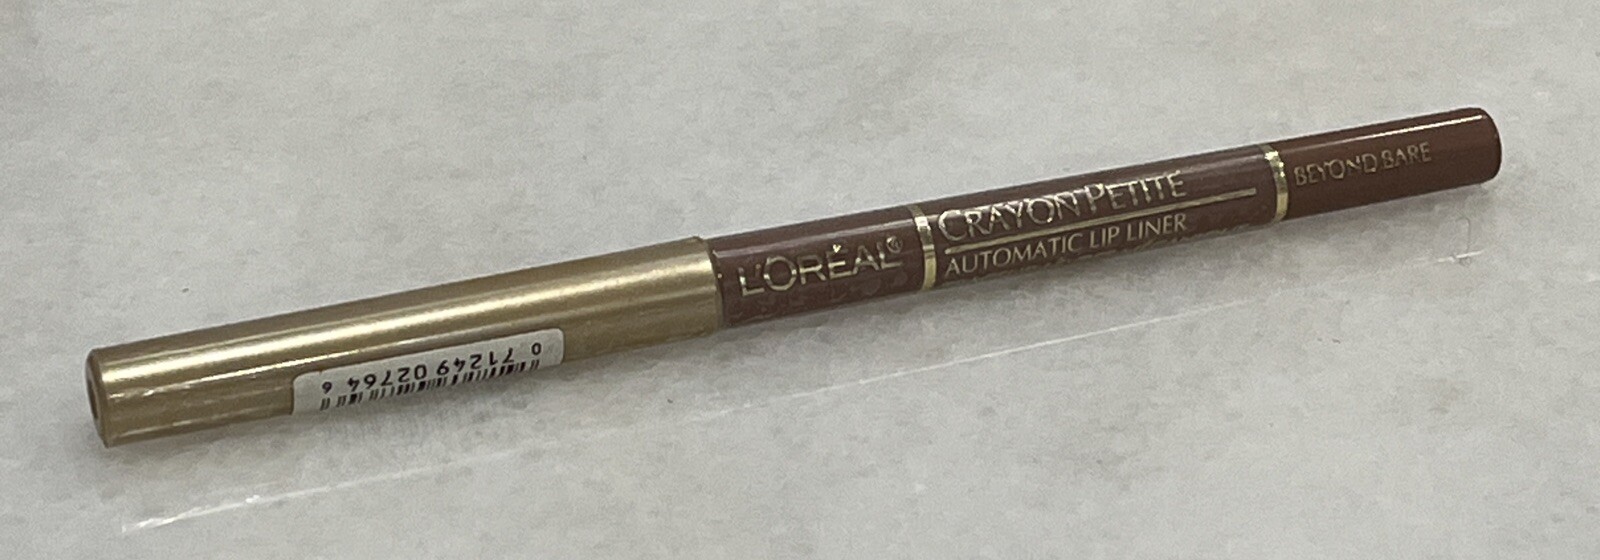 L'ORÉAL®
CRAYON PETITE
AUTOMATIC LIP LINER
BEYOND BARE
0 71249 02764 6